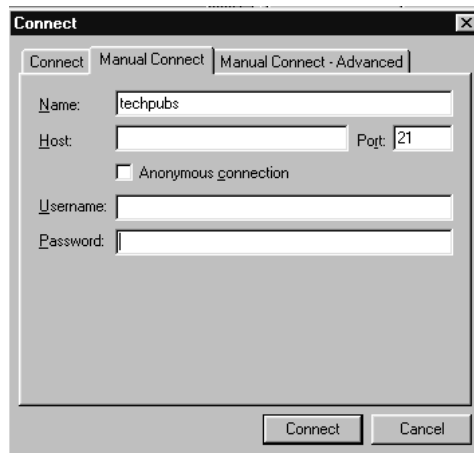 Connect
Connect Manual Connect Manual Connect - Advanced
Name: techpubs
Host: Port: 21
Anonymous connection
Username:
Password:
Connect Cancel